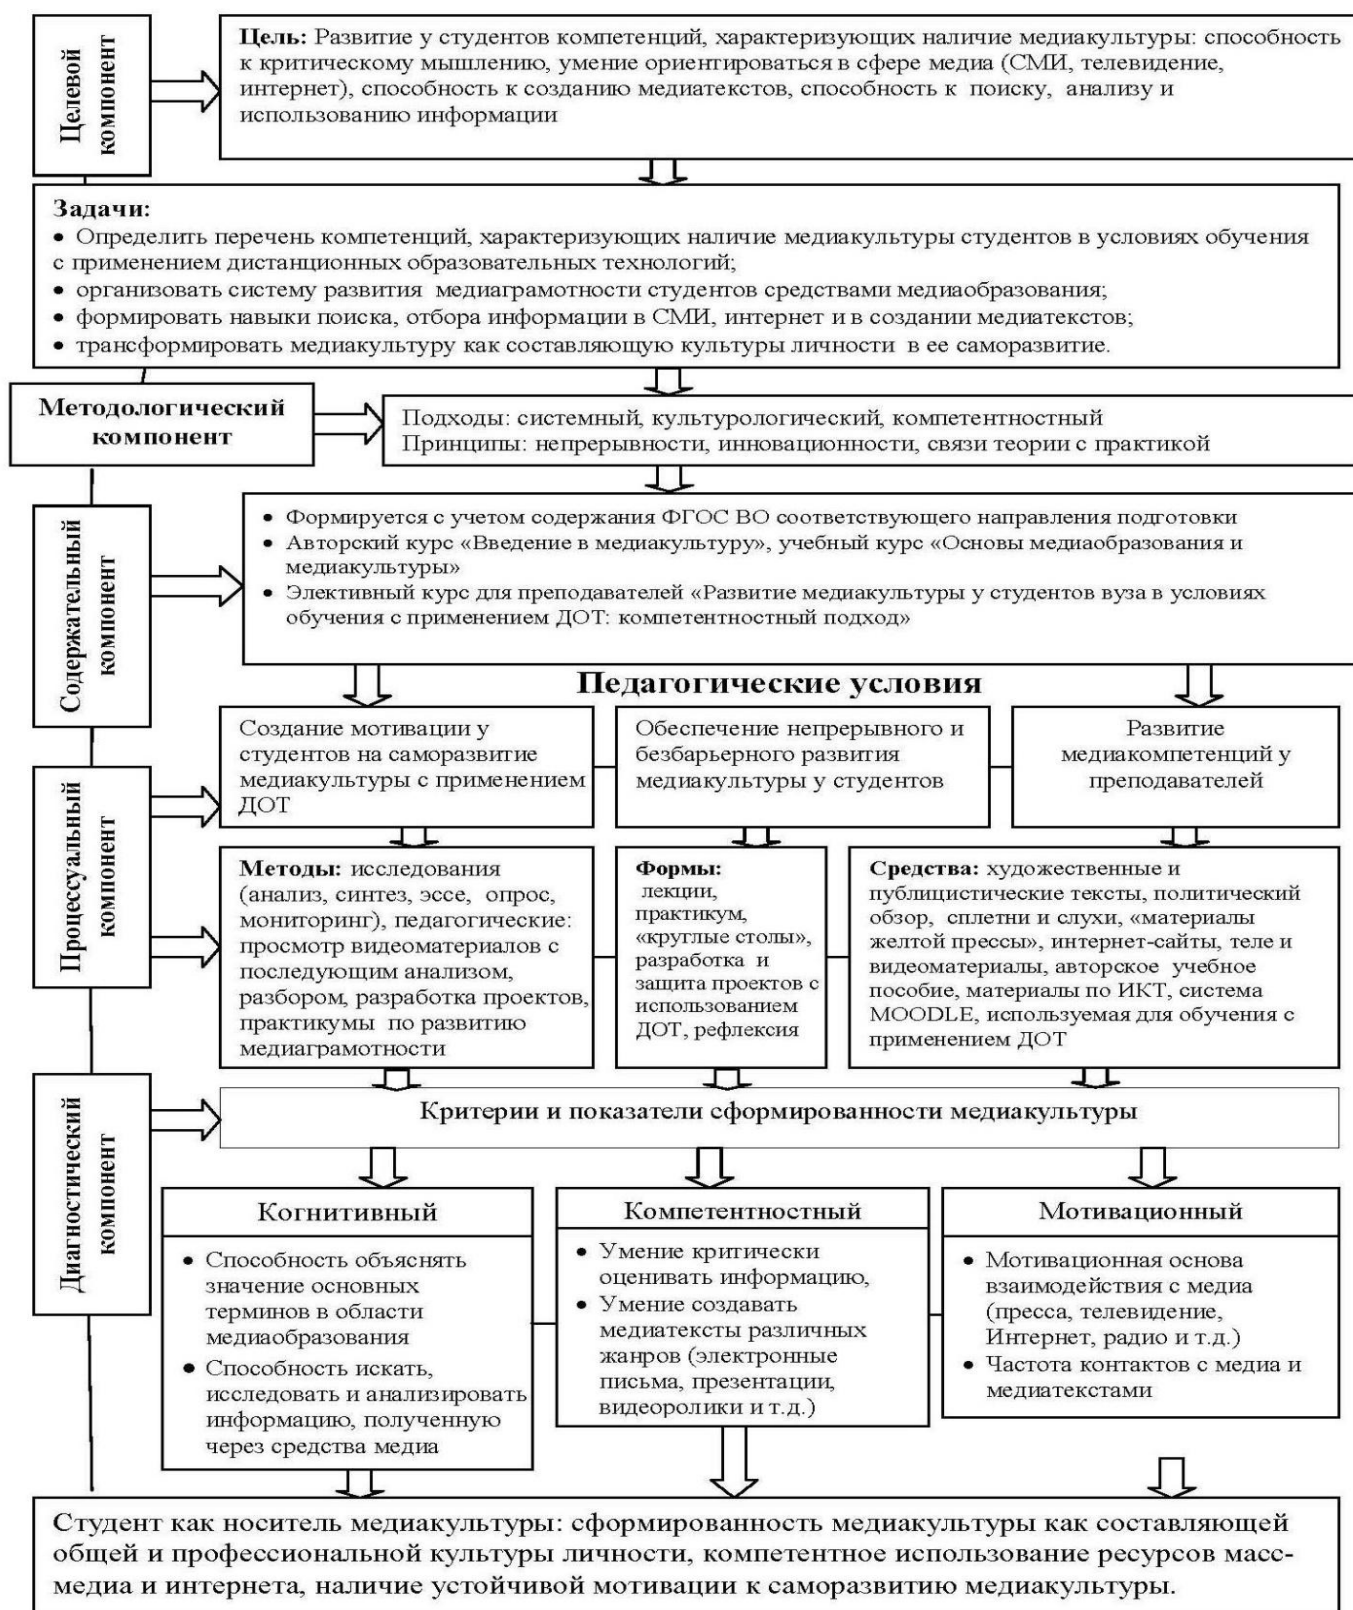 Целевой
компонент
Цель: Развитие у студентов компетенций, характеризующих наличие медиакультуры: способность
к критическому мышлению, умение ориентироваться в сфере медиа (СМИ, телевидение,
интернет), способность к созданию медиатекстов, способность к поиску, анализу и
использованию информации
Задачи:
• Определить перечень компетенций, характеризующих наличие медиакультуры студентов в условиях обучения
с применением дистанционных образовательных технологий;
• организовать систему развития медиаграмотности студентов средствами медиаобразования;
• формировать навыки поиска, отбора информации в СМИ, интернет и в создании медиатекстов;
• трансформировать медиакультуру как составляющую культуры личности в ее саморазвитие.
Методологический
компонент
Подходы: системный, культурологический, компетентностный
Принципы: непрерывности, инновационности, связи теории с практикой
Содержательный
компонент
• Формируется с учетом содержания ФГОС ВО соответствующего направления подготовки
• Авторский курс «Введение в медиакультуру», учебный курс «Основы медиаобразования и
медиакультуры»
• Элективный курс для преподавателей «Развитие медиакультуры у студентов вуза в условиях
обучения с применением ДОТ: компетентностный подход»
Педагогические условия
Процессуальный
компонент
Создание мотивации у
студентов на саморазвитие
медиакультуры с применением
ДОТ
Обеспечение непрерывного и
безбарьерного развития
медиакультуры у студентов
Развитие
медиакомпетенций у
преподавателей
Методы: исследования
(анализ, синтез, эссе, опрос,
мониторинг), педагогические:
просмотр видеоматериалов с
последующим анализом,
разбором, разработка проектов,
практикумы по развитию
медиаграмотности
Формы:
лекции,
практикум,
«круглые столы»,
разработка и
защита проектов с
использованием
ДОТ, рефлексия
Средства: художественные и
публицистические тексты, политический
обзор, сплетни и слухи, «материалы
желтой прессы», интернет-сайты, теле и
видеоматериалы, авторское учебное
пособие, материалы по ИКТ, система
MOODLE, используемая для обучения с
применением ДОТ
Диагностический
компонент
Критерии и показатели сформированности медиакультуры
Когнитивный
• Способность объяснять
значение основных
терминов в области
медиаобразования
• Способность искать,
исследовать и анализировать
информацию, полученную
через средства медиа
Компетентностный
• Умение критически
оценивать информацию,
• Умение создавать
медиатексты различных
жанров (электронные
письма, презентации,
видеоролики и т.д.)
Мотивационный
• Мотивационная основа
взаимодействия с медиа
(пресса, телевидение,
Интернет, радио и т.д.)
• Частота контактов с медиа и
медиатекстами
Студент как носитель медиакультуры: сформированность медиакультуры как составляющей
общей и профессиональной культуры личности, компетентное использование ресурсов масс-
медиа и интернета, наличие устойчивой мотивации к саморазвитию медиакультуры.